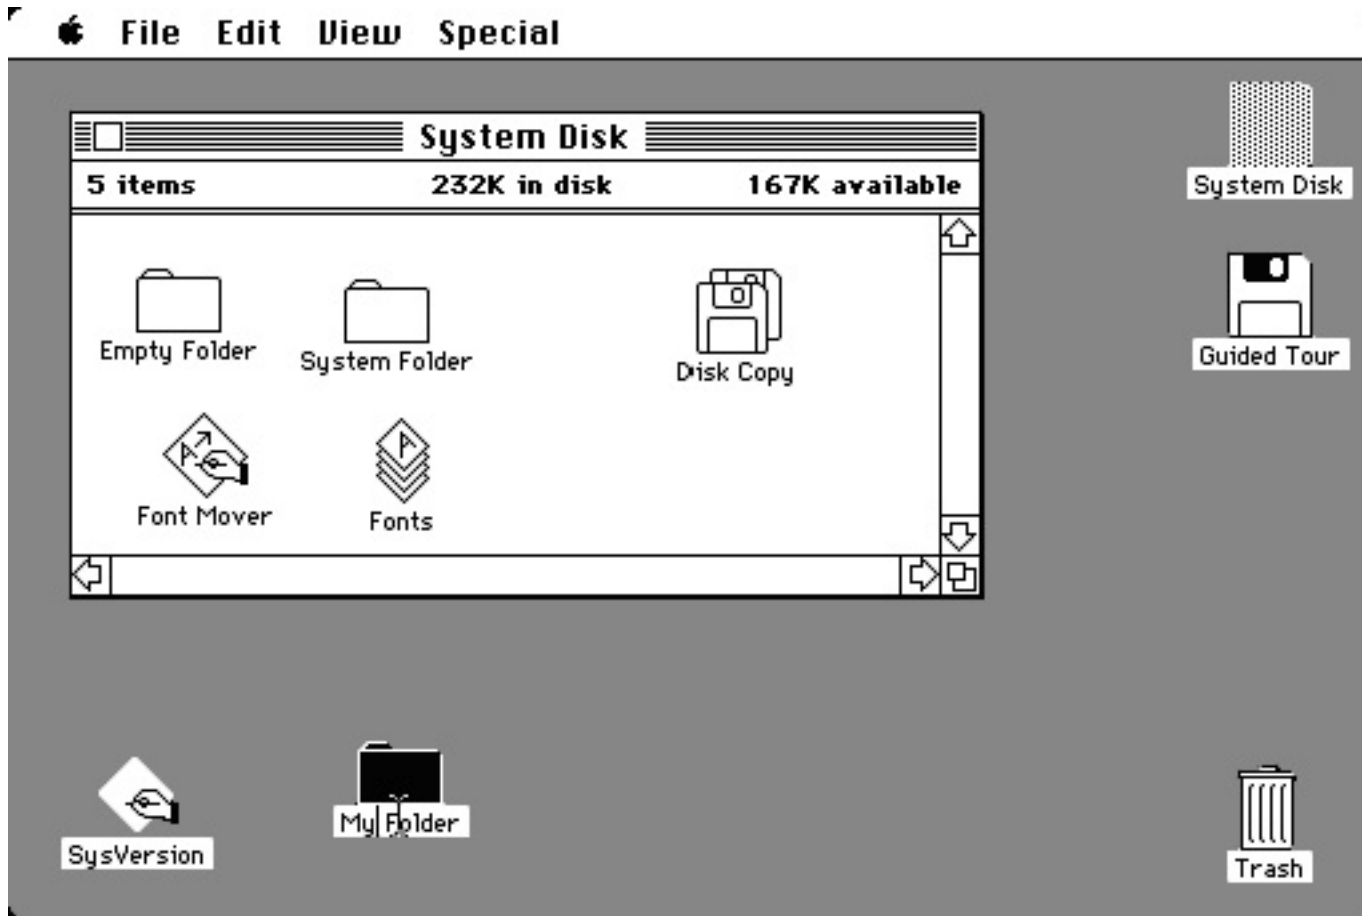 File Edit View Special
System Disk
5 items 232K in disk 167K available
Empty Folder
System Folder
Disk Copy
Font Mover
Fonts
System Disk
Guided Tour
SysVersion
My Folder
Trash